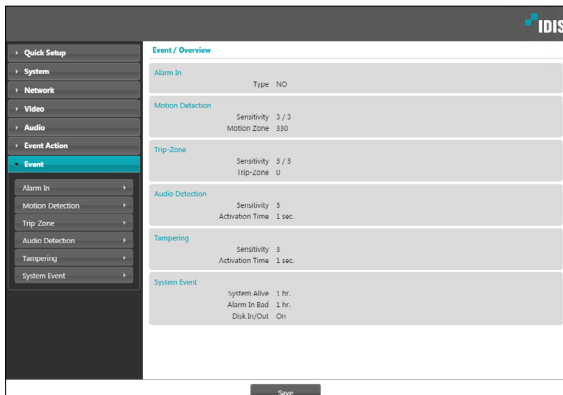 IDIS
Quick Setup
System
Network
Video
Audio
Event Action
Event
Alarm In
Motion Detection
Trip-Zone
Audio Detection
Tampering
System Event
Event / Overview
Alarm In
Type NO
Motion Detection
Sensitivity 3 / 3
Motion Zone 330
Trip-Zone
Sensitivity 3 / 3
Trip-Zone 0
Audio Detection
Sensitivity 3
Activation Time 1 sec.
Tampering
Sensitivity 3
Activation Time 1 sec.
System Event
System Alive 1 hr.
Alarm In Bad 1 hr.
Disk In/Out On
Save